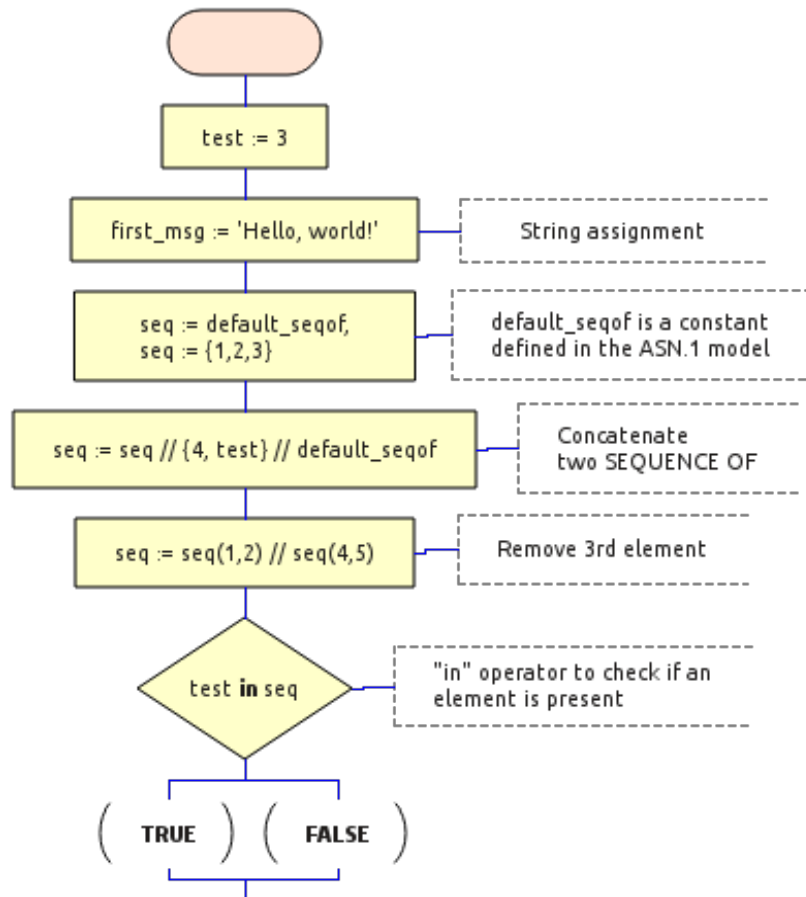 test := 3
first_msg := 'Hello, world!'
String assignment
seq := default_seqof,
seq := {1,2,3}
default_seqof is a constant
defined in the ASN.1 model
seq := seq // {4, test} // default_seqof
Concatenate
two SEQUENCE OF
seq := seq(1,2) // seq(4,5)
Remove 3rd element
test in seq
"in" operator to check if an
element is present
TRUE
FALSE